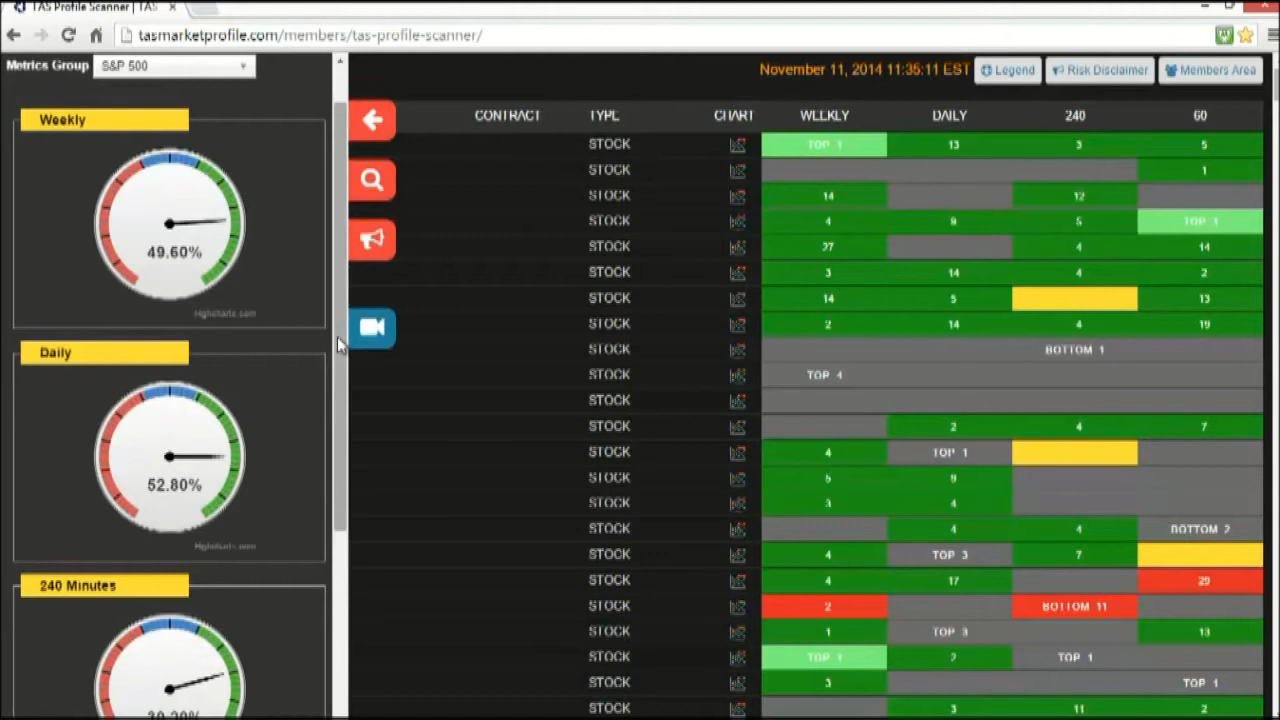 TAS Profile Scanner | TAS
tasmarketprofile.com/members/tas-profile-scanner/
Metrics Group S&P 500
November 11, 2014 11:35:11 EST Legend Risk Disclaimer Members Area
Weekly
49.60%
Highcharts.com
Daily
52.80%
Highcharts.com
240 Minutes
CONTRACT TYPE CHART WEEKLY DAILY 240 60
STOCK TOP 1 13 3 5
STOCK 1
STOCK 14 12
STOCK 4 9 5 TOP 1
STOCK 27 4 14
STOCK 3 14 4 2
STOCK 14 5 13
STOCK 2 14 4 19
STOCK BOTTOM 1
STOCK TOP 4
STOCK
STOCK 2 4 7
STOCK 4 TOP 1
STOCK 5 9
STOCK 3 4
STOCK 4 4 BOTTOM 2
STOCK 4 TOP 3 7
STOCK 4 17 29
STOCK 2 BOTTOM 11
STOCK 1 TOP 3 13
STOCK TOP 1 2 TOP 1
STOCK 3 TOP 1
STOCK 3 11 2